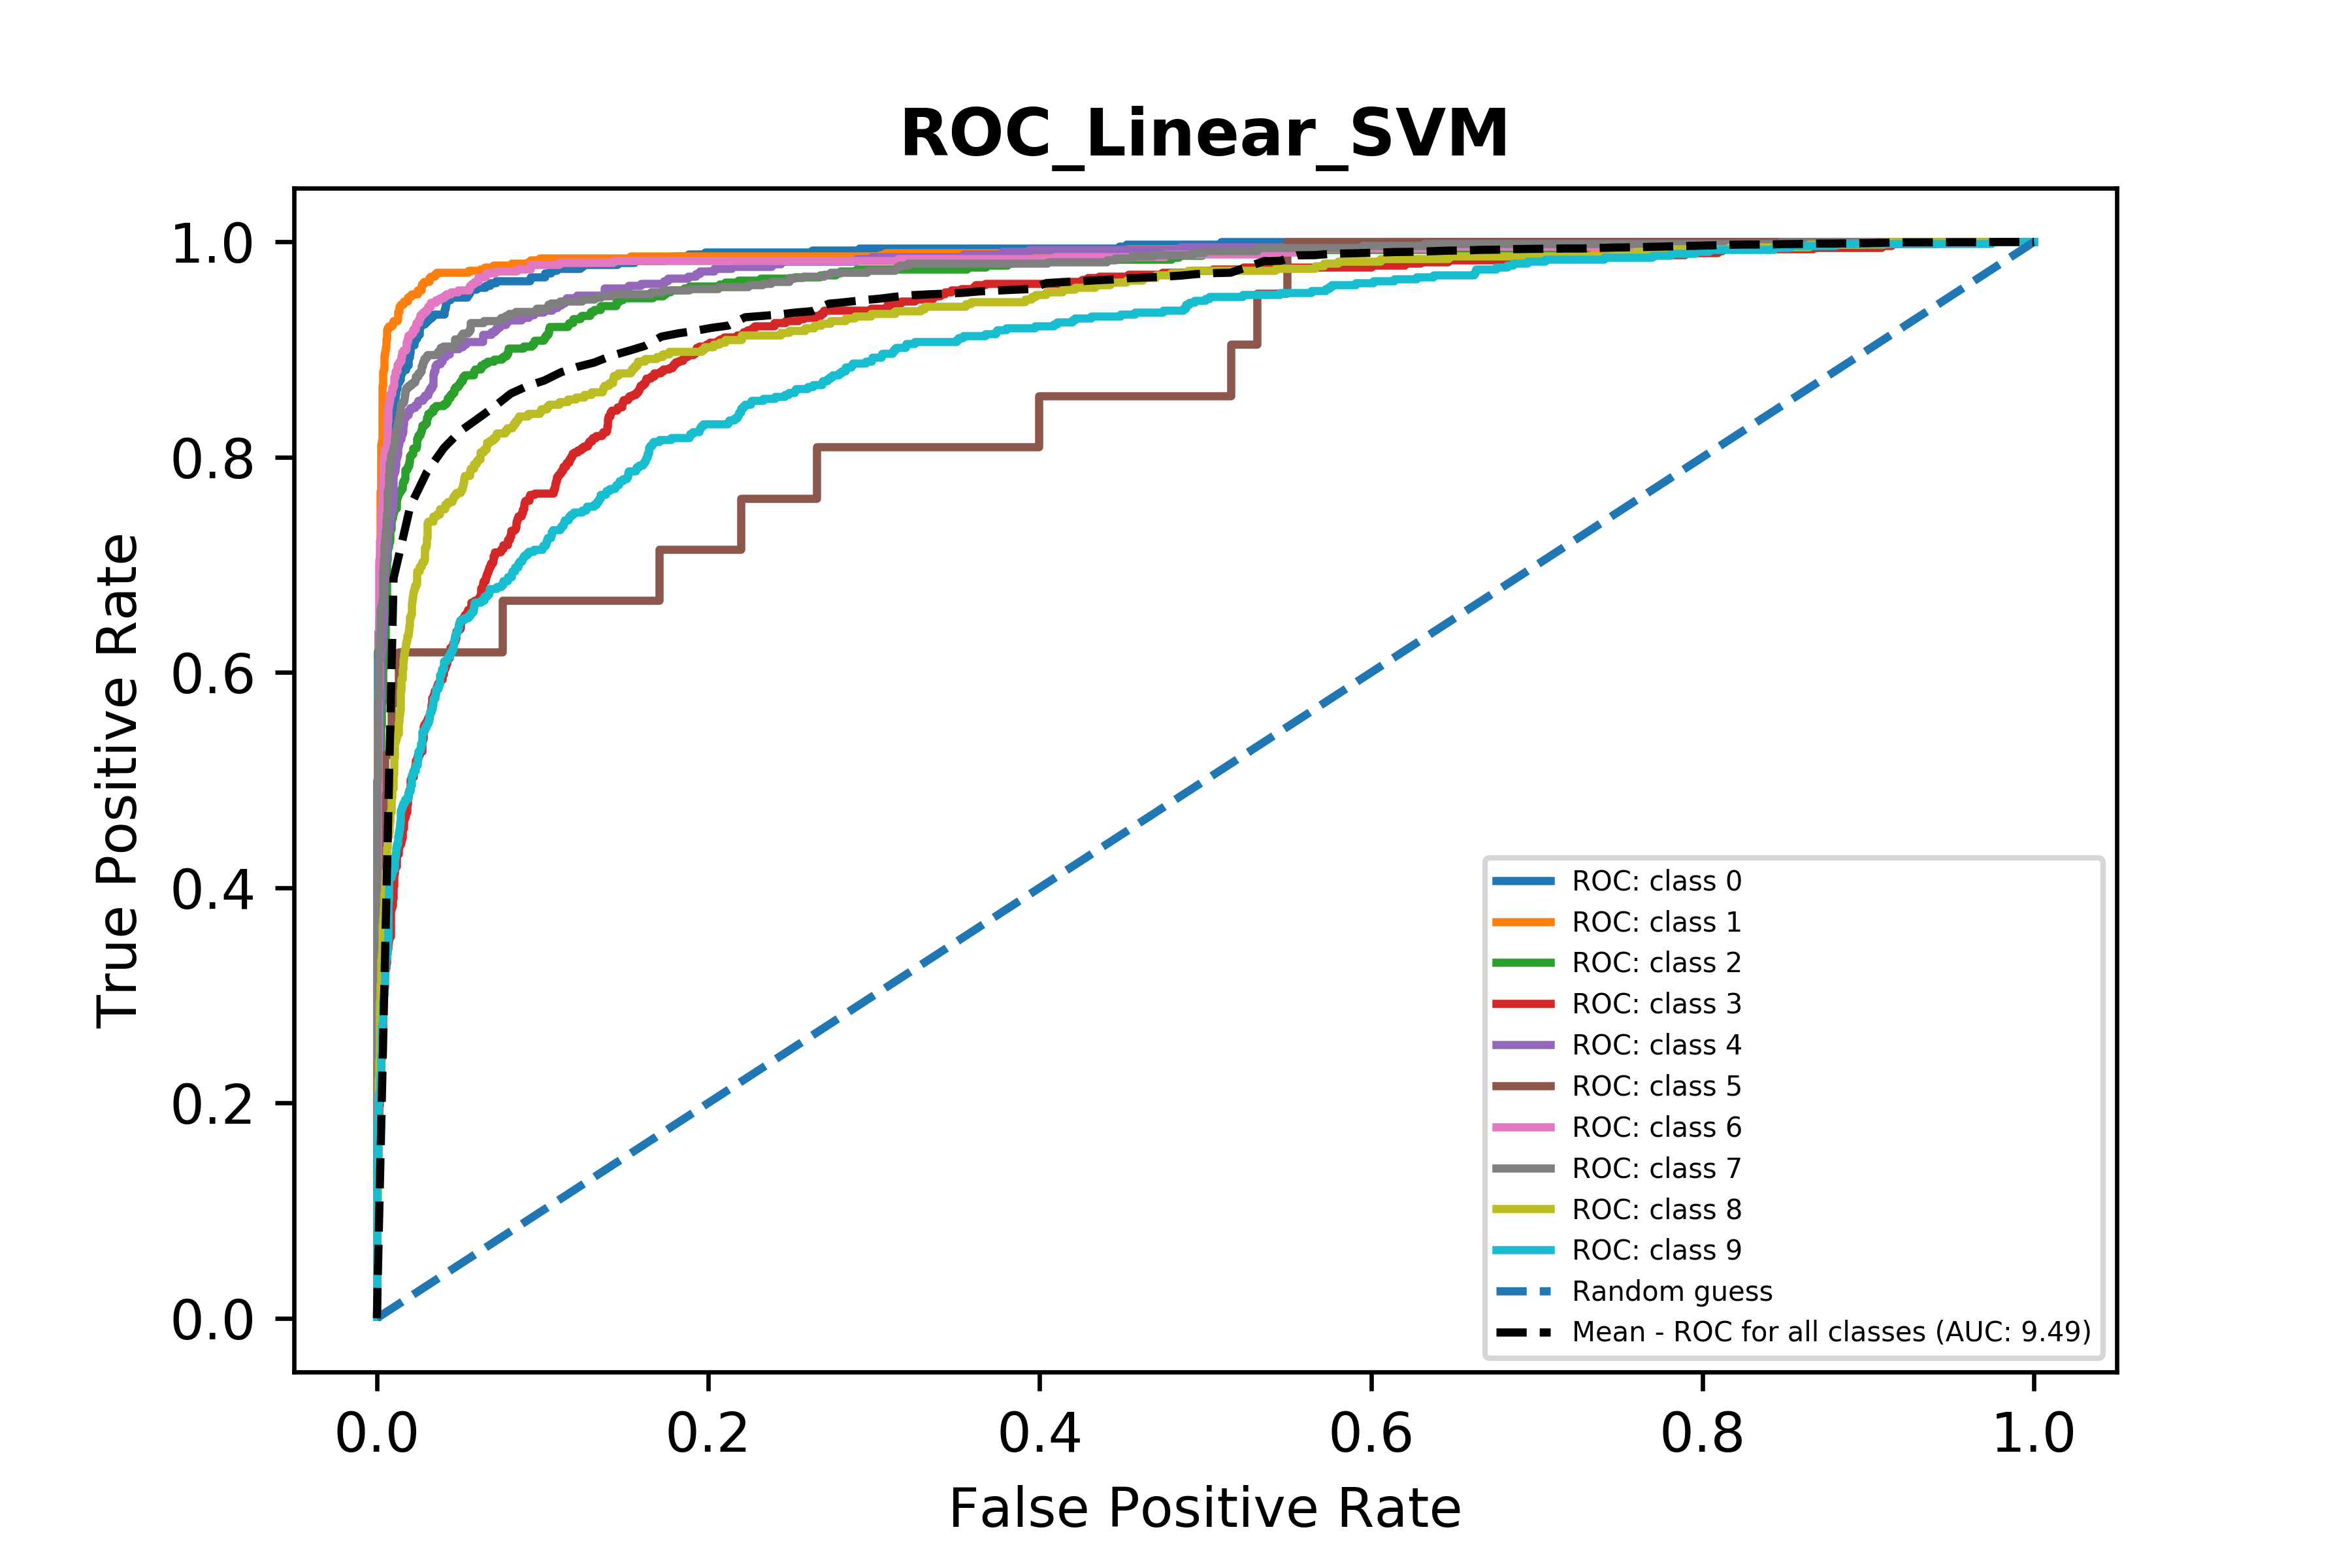 ROC_Linear_SVM
1.0
0.8
0.6
0.4
0.2
0.0
True Positive Rate
ROC: class 0
ROC: class 1
ROC: class 2
ROC: class 3
ROC: class 4
ROC: class 5
ROC: class 6
ROC: class 7
ROC: class 8
ROC: class 9
Random guess
Mean - ROC for all classes (AUC: 9.49)
0.0 0.2 0.4 0.6 0.8 1.0
False Positive Rate